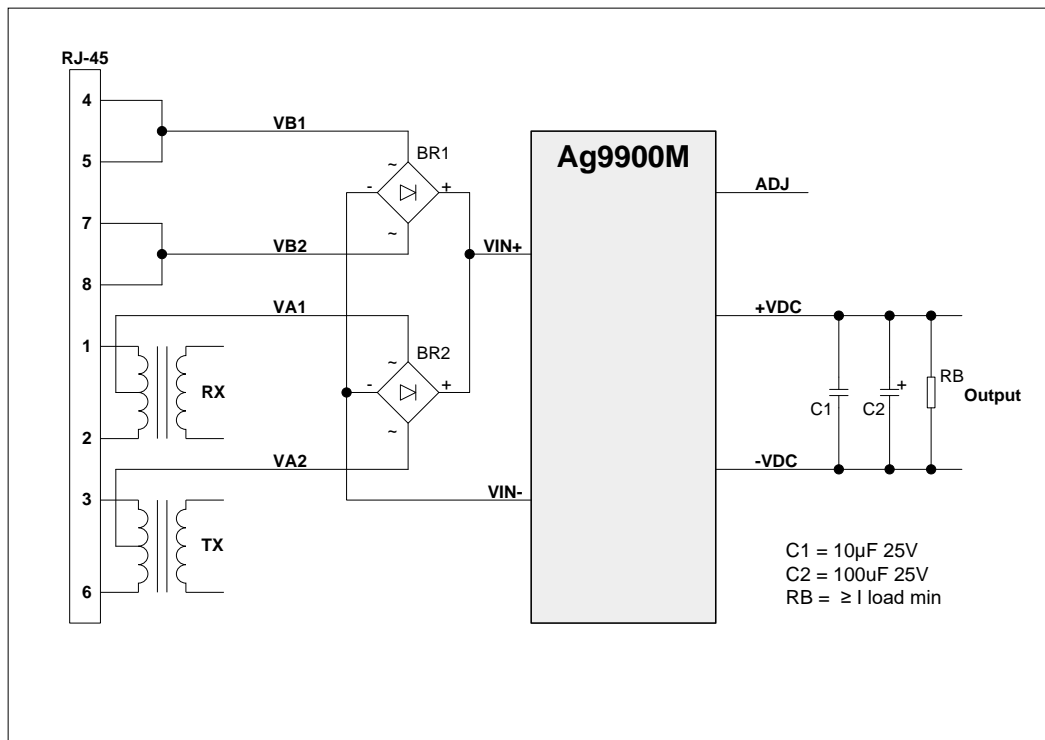 RJ-45
4
5
7
8
1
2
3
6
VB1
VB2
VA1
VA2
RX
TX
BR1
~
-
+
~
BR2
~
-
+
~
VIN+
VIN-
Ag9900M
ADJ
+VDC
-VDC
C1
C2
+
RB
Output
C1 = 10µF 25V
C2 = 100uF 25V
RB = ≥ I load min